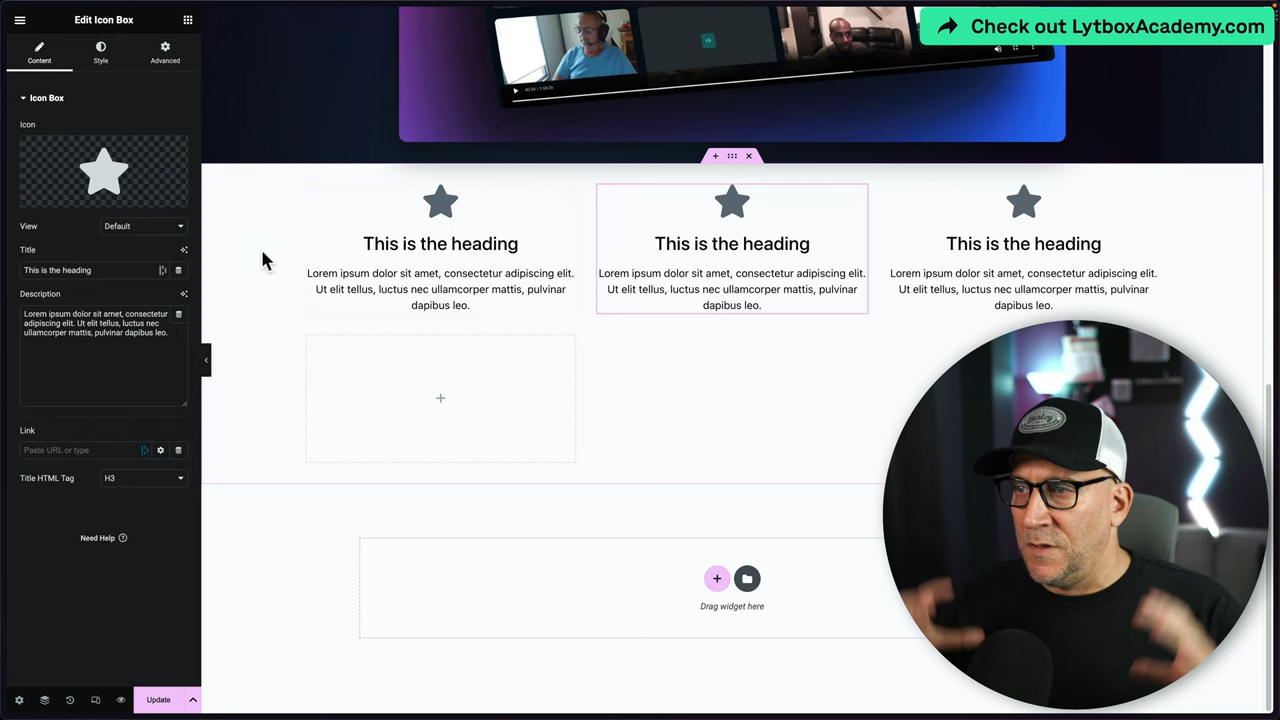 Edit Icon Box
Check out LytboxAcademy.com
Content
Style
Advanced
Icon Box
Icon
View
Default
Title
This is the heading
Description
Lorem ipsum dolor sit amet, consectetur
adipiscing elit. Ut elit tellus, luctus nec
ullamcorper mattis, pulvinar dapibus leo.
Link
Paste URL or type
Title HTML Tag
H3
Need Help
Update
This is the heading
Lorem ipsum dolor sit amet, consectetur adipiscing elit.
Ut elit tellus, luctus nec ullamcorper mattis, pulvinar
dapibus leo.
This is the heading
Lorem ipsum dolor sit amet, consectetur adipiscing elit.
Ut elit tellus, luctus nec ullamcorper mattis, pulvinar
dapibus leo.
This is the heading
Lorem ipsum dolor sit amet, consectetur adipiscing elit.
Ut elit tellus, luctus nec ullamcorper mattis, pulvinar
dapibus leo.
Drag widget here